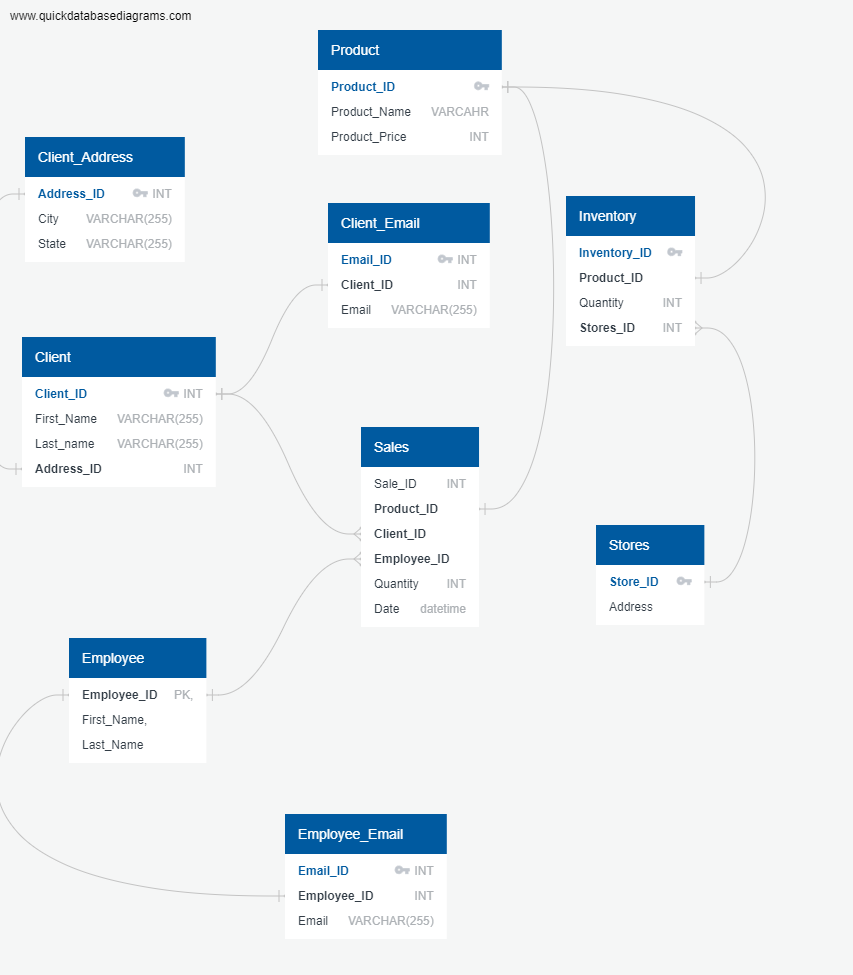 www.quickdatabasediagrams.com
Product
Product_ID
Product_Name VARCAHR
Product_Price INT
Client_Address
Address_ID INT
City VARCHAR(255)
State VARCHAR(255)
Client_Email
Email_ID INT
Client_ID INT
Email VARCHAR(255)
Inventory
Inventory_ID
Product_ID
Quantity INT
Stores_ID INT
Client
Client_ID INT
First_Name VARCHAR(255)
Last_name VARCHAR(255)
Address_ID INT
Sales
Sale_ID INT
Product_ID
Client_ID
Employee_ID
Quantity INT
Date datetime
Stores
Store_ID
Address
Employee
Employee_ID PK,
First_Name,
Last_Name
Employee_Email
Email_ID INT
Employee_ID INT
Email VARCHAR(255)